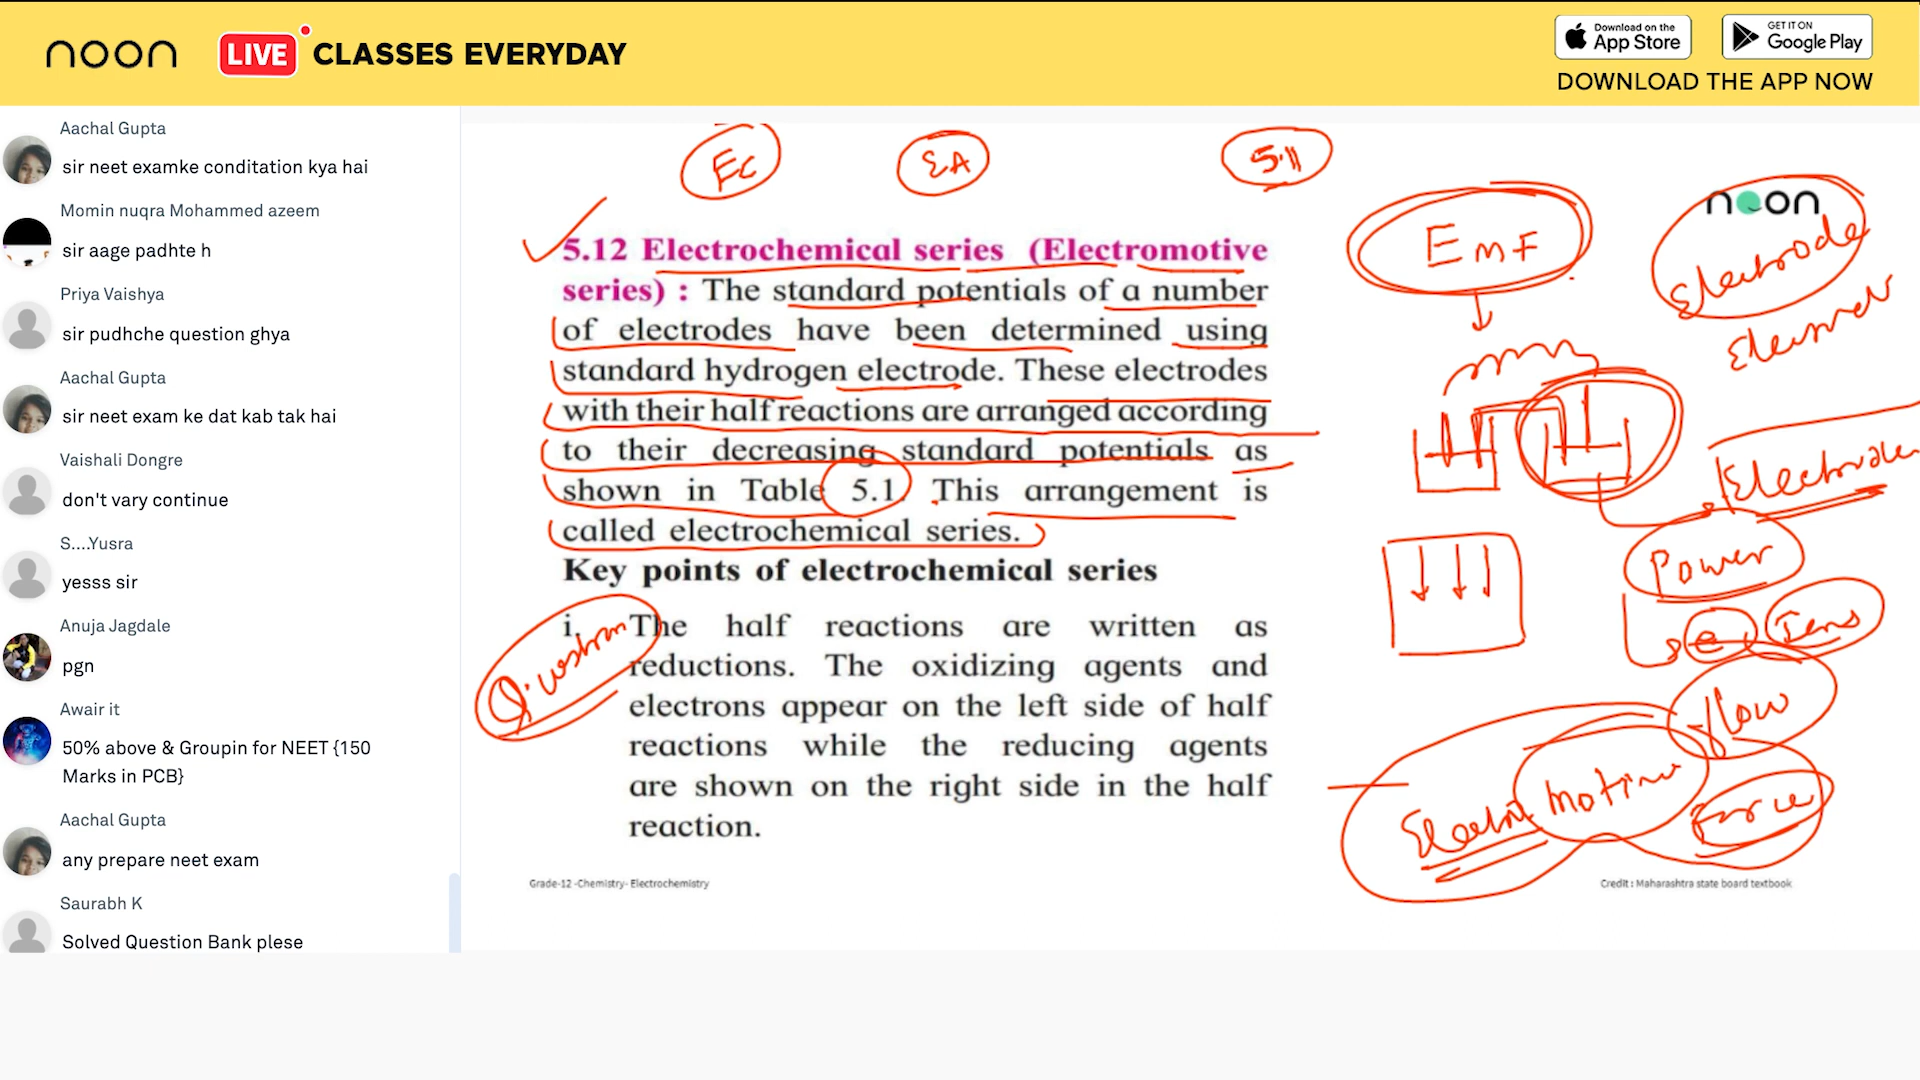 noon LIVE CLASSES EVERYDAY
Download on the
App Store
GET IT ON
Google Play
DOWNLOAD THE APP NOW
Aachal Gupta
sir neet examke conditation kya hai
Momin nuqra Mohammed azeem
sir aage padhte h
Priya Vaishya
sir pudhche question ghya
Aachal Gupta
sir neet exam ke dat kab tak hai
Vaishali Dongre
don't vary continue
S....Yusra
yesss sir
Anuja Jagdale
pgn
Awair it
50% above & Groupin for NEET {150
Marks in PCB}
Aachal Gupta
any prepare neet exam
Saurabh K
Solved Question Bank plese
Ec
EA
5.11
5.12 Electrochemical series (Electromotive
series) : The standard potentials of a number
of electrodes have been determined using
standard hydrogen electrode. These electrodes
with their half reactions are arranged according
to their decreasing standard potentials as
shown in Table 5.1. This arrangement is
called electrochemical series.
Key points of electrochemical series
i. The half reactions are written as
reductions. The oxidizing agents and
electrons appear on the left side of half
reactions while the reducing agents
are shown on the right side in the half
reaction.
Question
noon
EMF
Electrode
Electrode
Power
e
Ions
flow
Electro motive
Force
Grade-12 -Chemistry- Electrochemistry
Credit : Maharashtra state board textbook